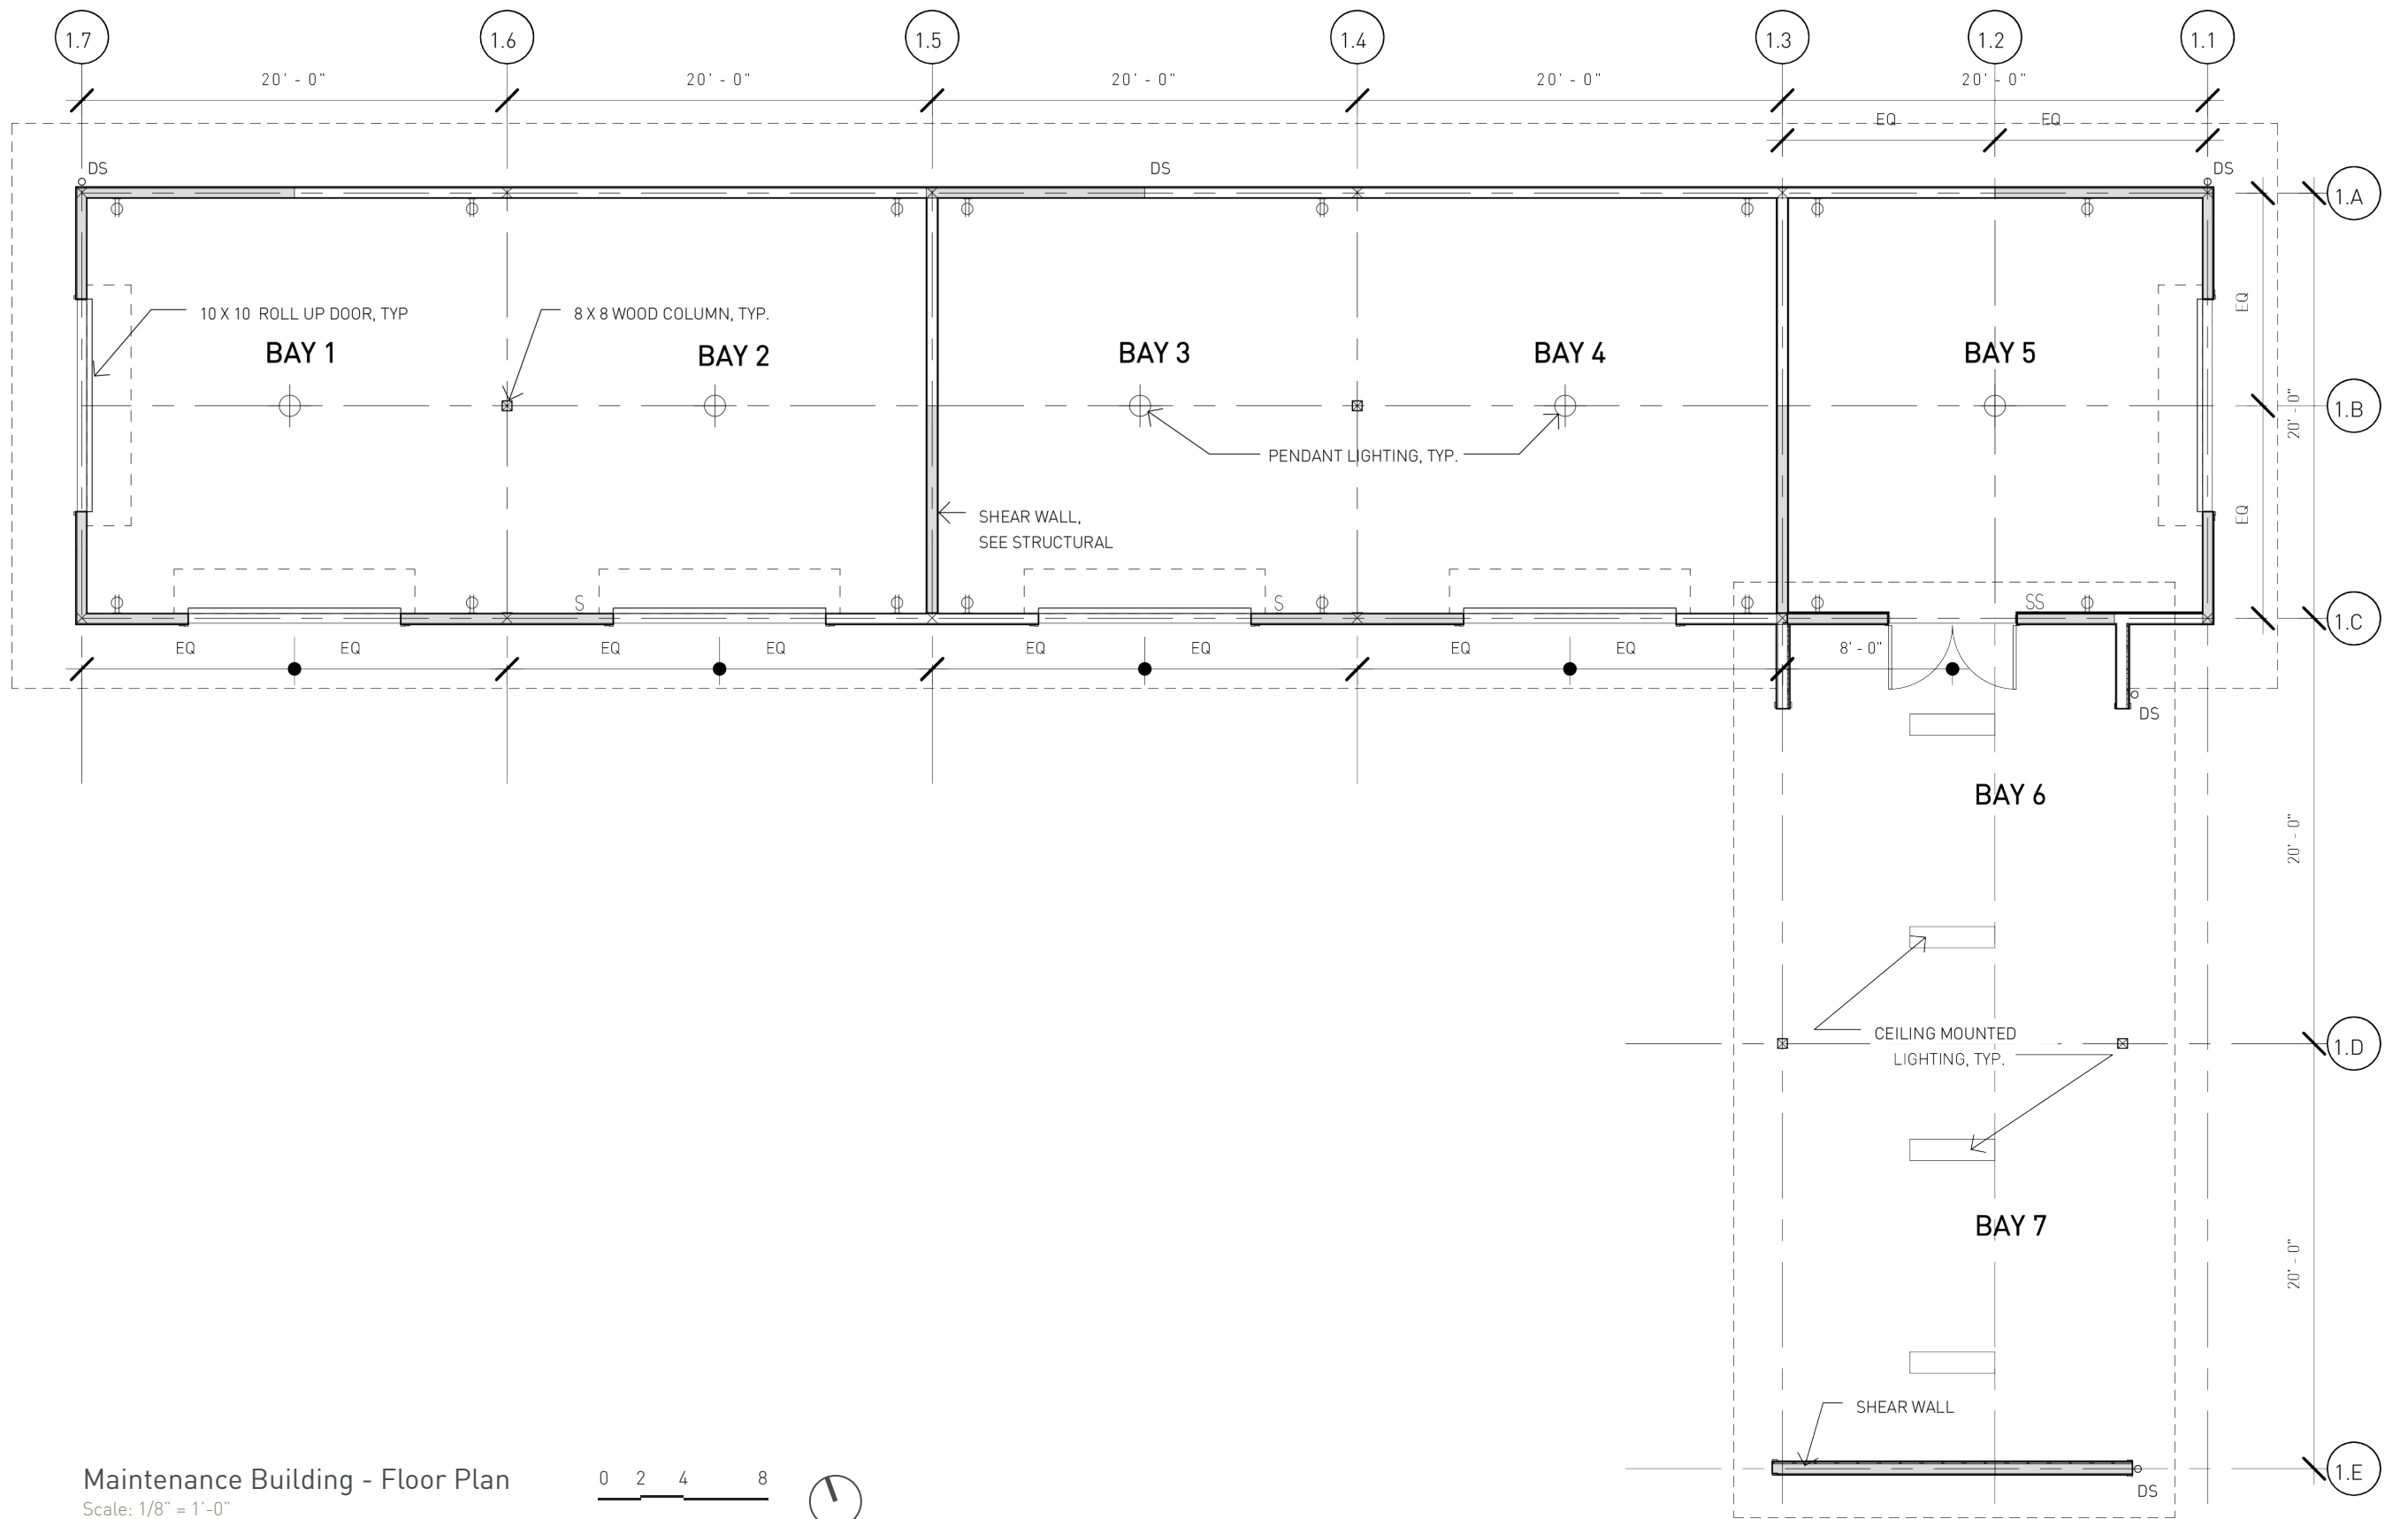 1.7 1.6 1.5 1.4 1.3 1.2 1.1
20' - 0" 20' - 0" 20' - 0" 20' - 0" 20' - 0"
EQ EQ
DS DS DS
1.A
10 X 10 ROLL UP DOOR, TYP 8 X 8 WOOD COLUMN, TYP. EQ
BAY 1 BAY 2 BAY 3 BAY 4 BAY 5
20' - 0" 1.B
PENDANT LIGHTING, TYP.
SHEAR WALL, EQ
SEE STRUCTURAL
S S SS
1.C
EQ EQ EQ EQ EQ EQ EQ EQ 8' - 0"
DS
BAY 6
20' - 0"
CEILING MOUNTED
LIGHTING, TYP.
1.D
BAY 7
20' - 0"
SHEAR WALL
1.E
DS
Maintenance Building - Floor Plan
Scale: 1/8" = 1'-0"
0 2 4 8